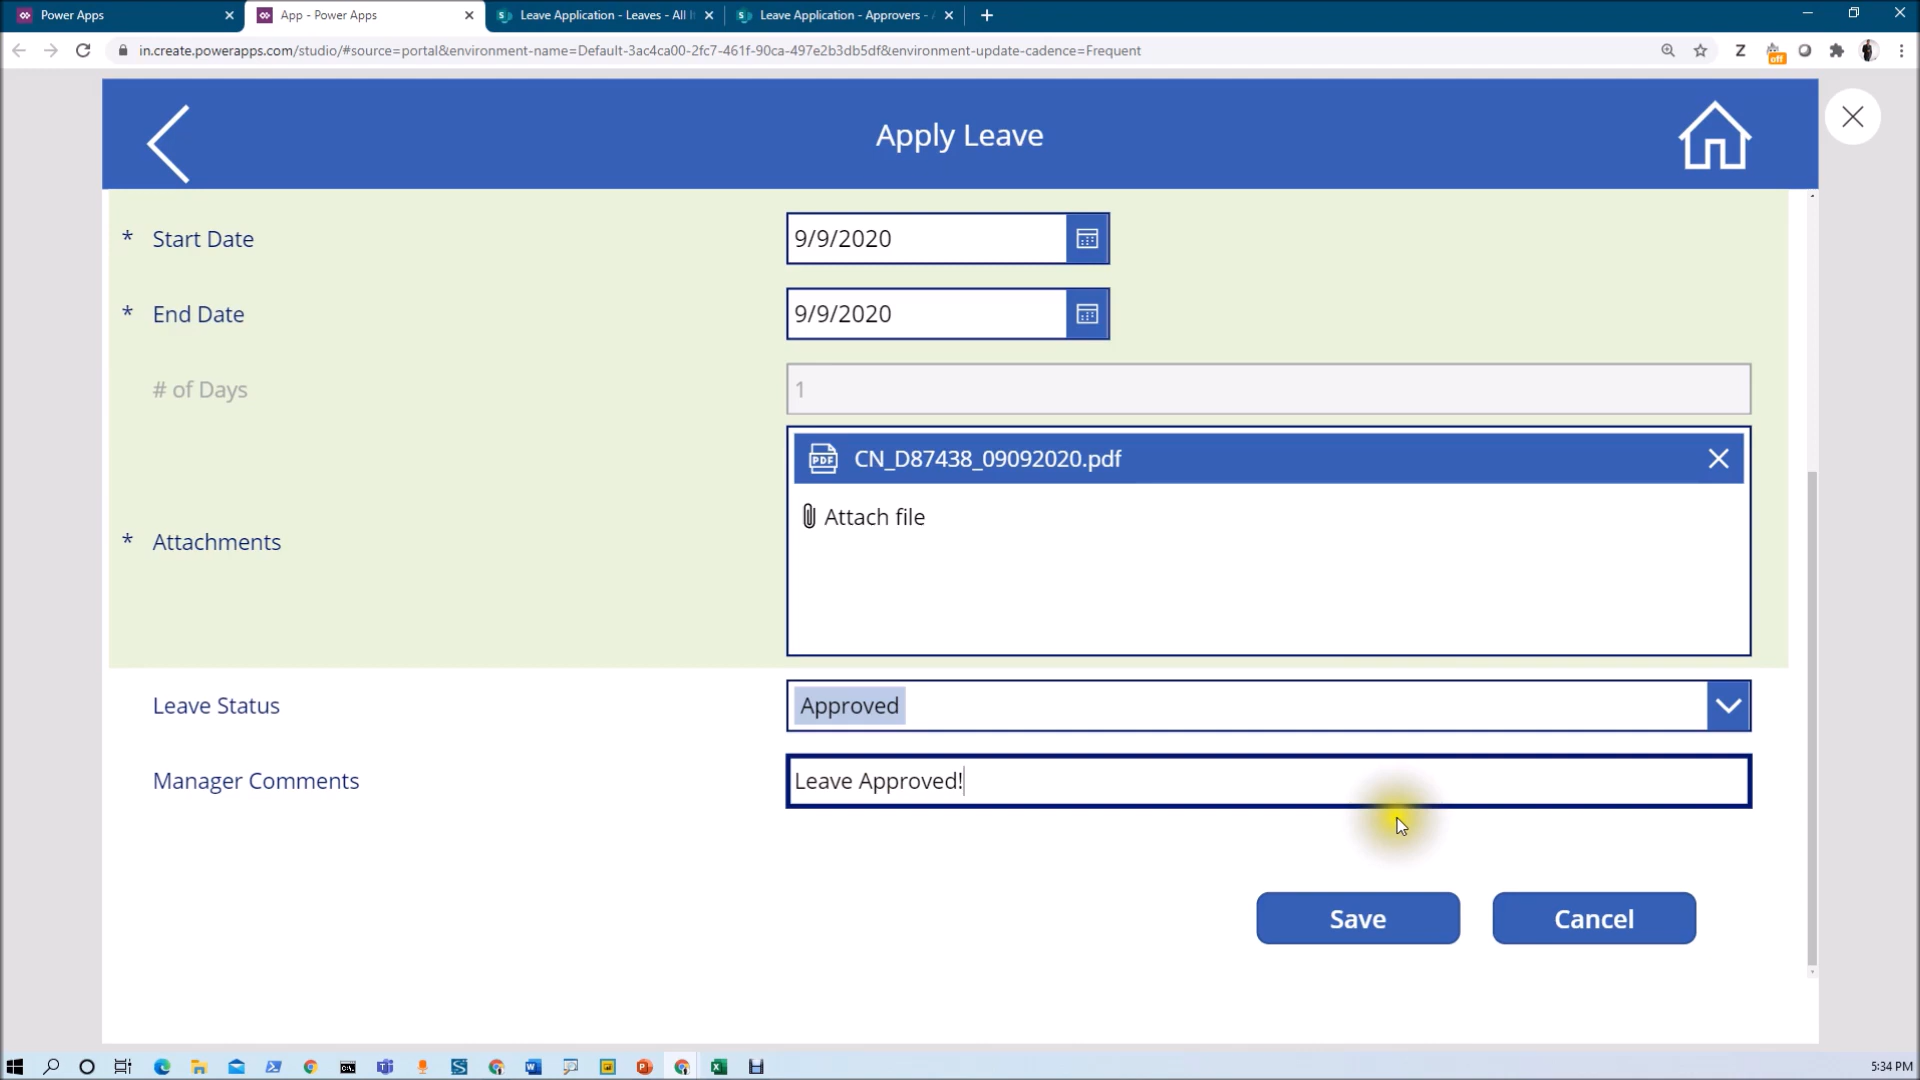 Power Apps
App - Power Apps
Leave Application - Leaves - All I
Leave Application - Approvers -
in.create.powerapps.com/studio/#source=portal&environment-name=Default-3ac4ca00-2fc7-461f-90ca-497e2b3db5df&environment-update-cadence=Frequent
Z
off
Apply Leave
* Start Date
9/9/2020
* End Date
9/9/2020
# of Days
1
PDF CN_D87438_09092020.pdf
Attach file
* Attachments
Leave Status
Approved
Manager Comments
Leave Approved!
Save
Cancel
5:34 PM